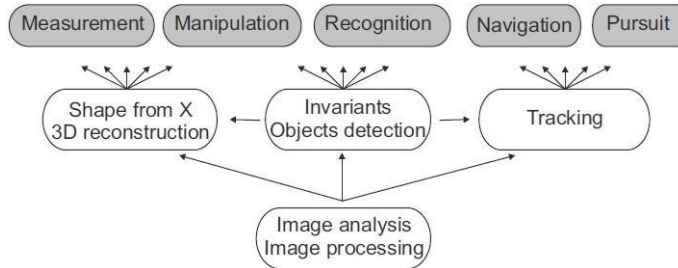 Measurement
Manipulation
Recognition
Navigation
Pursuit
Shape from X
3D reconstruction
Invariants
Objects detection
Tracking
Image analysis
Image processing